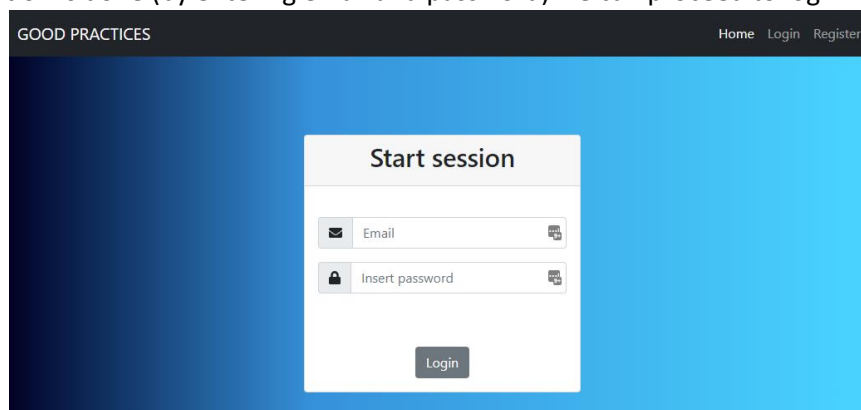 GOOD PRACTICES Home Login Register
Start session
Email
Insert password
Login